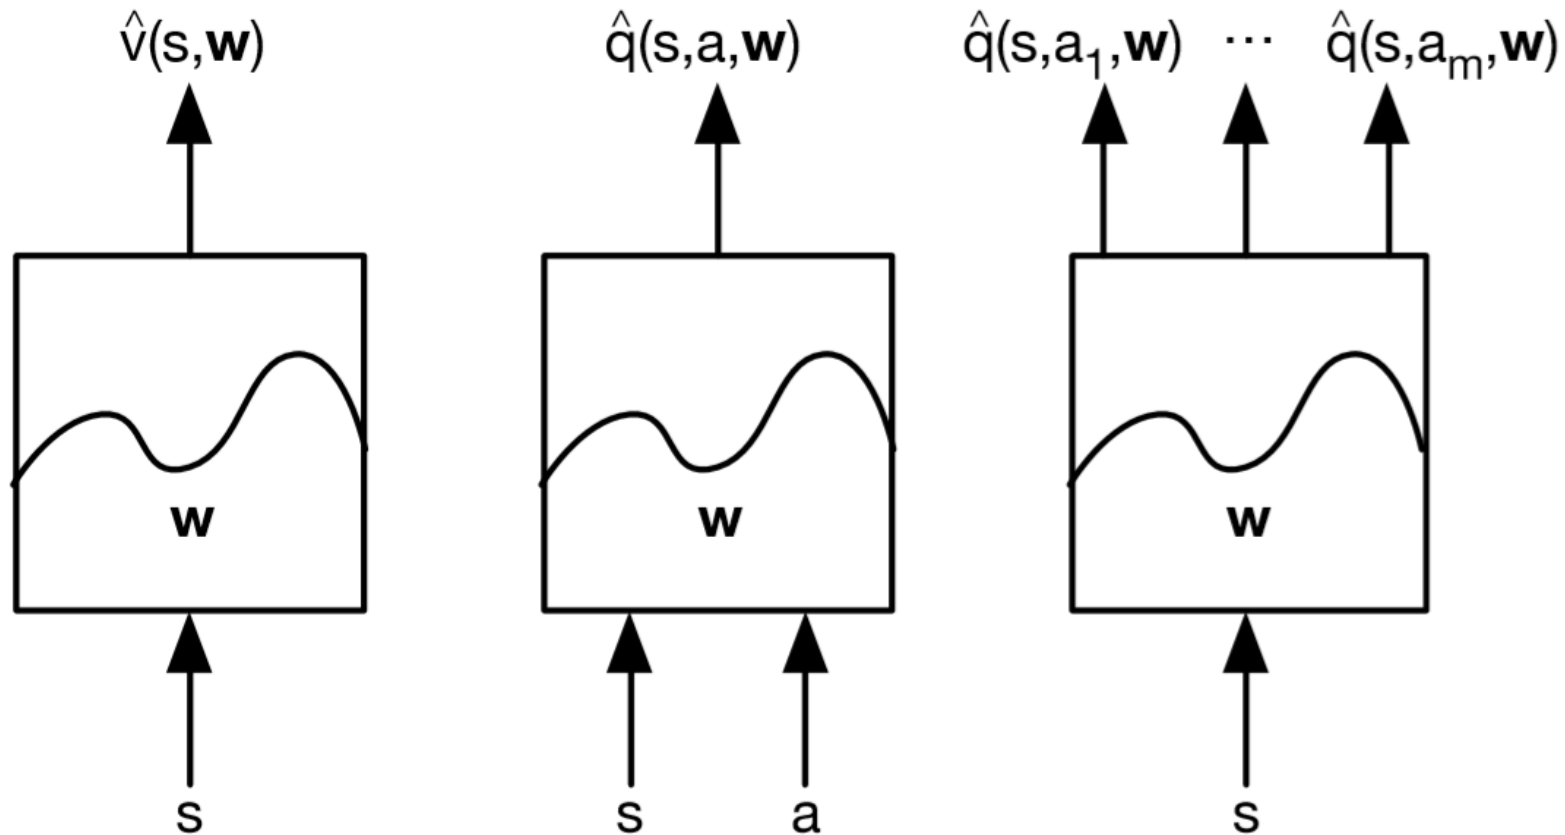 v̂(s,w) q̂(s,a,w) q̂(s,a₁,w) ··· q̂(s,aₘ,w)
w w w
s s a s